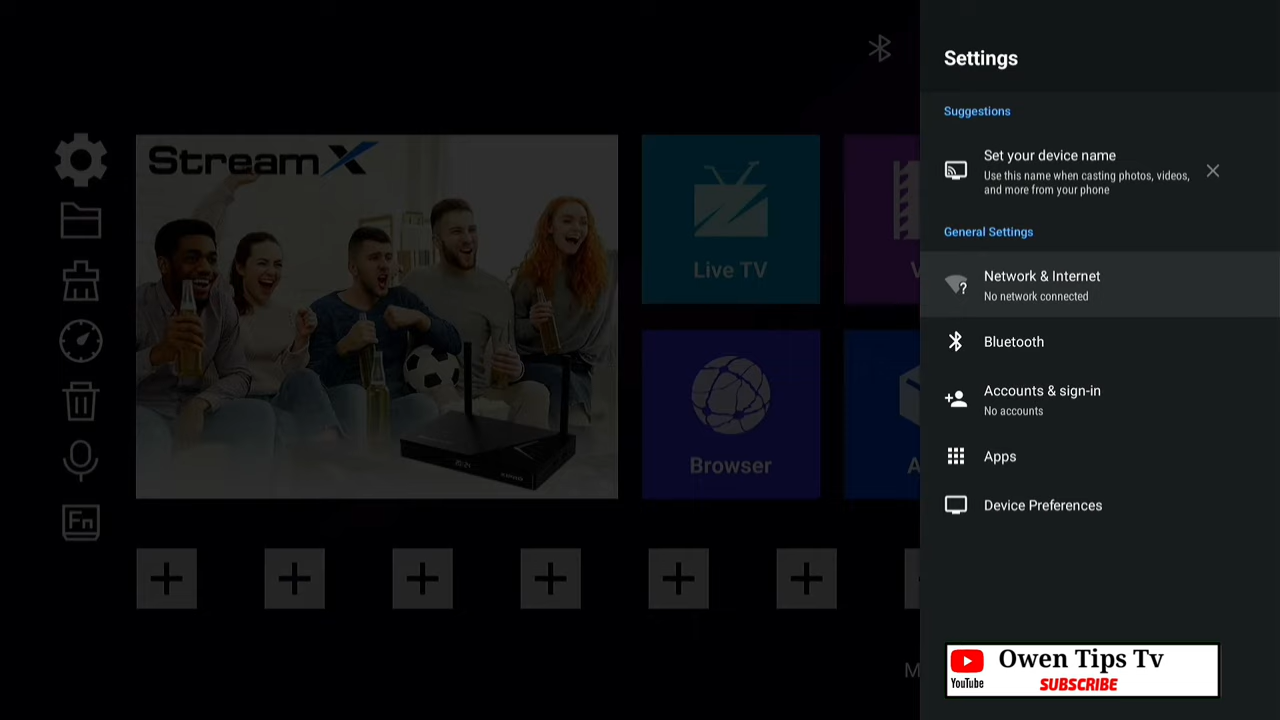 StreamX
Live TV
V
Browser
A
Fn
M
Settings
Suggestions
Set your device name
Use this name when casting photos, videos,
and more from your phone
General Settings
Network & Internet
No network connected
Bluetooth
Accounts & sign-in
No accounts
Apps
Device Preferences
YouTube
Owen Tips Tv
SUBSCRIBE